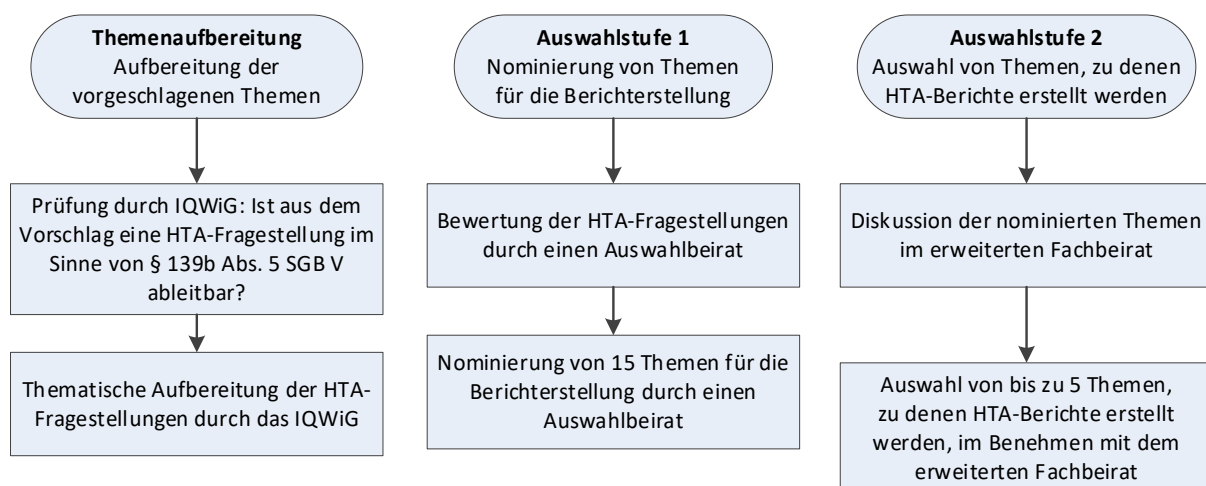 Themenaufbereitung
Aufbereitung der
vorgeschlagenen Themen
Prüfung durch IQWiG: Ist aus dem
Vorschlag eine HTA-Fragestellung im
Sinne von § 139b Abs. 5 SGB V
ableitbar?
Thematische Aufbereitung der HTA-
Fragestellungen durch das IQWiG
Auswahlstufe 1
Nominierung von Themen
für die Berichterstellung
Bewertung der HTA-Fragestellungen
durch einen Auswahlbeirat
Nominierung von 15 Themen für die
Berichterstellung durch einen
Auswahlbeirat
Auswahlstufe 2
Auswahl von Themen, zu denen
HTA-Berichte erstellt werden
Diskussion der nominierten Themen
im erweiterten Fachbeirat
Auswahl von bis zu 5 Themen,
zu denen HTA-Berichte erstellt
werden, im Benehmen mit dem
erweiterten Fachbeirat